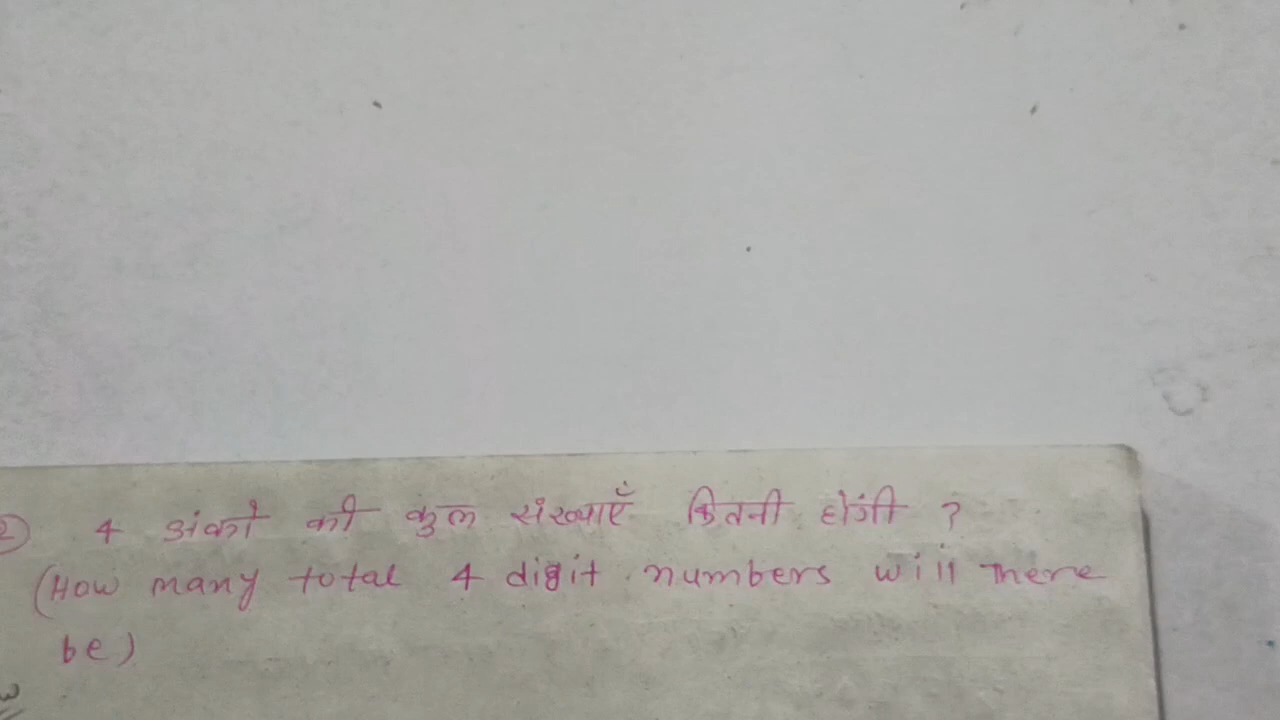 2) 4 अंको की कुल संख्याएँ कितनी होंगी ?
(How many total 4 digit numbers will There
be)